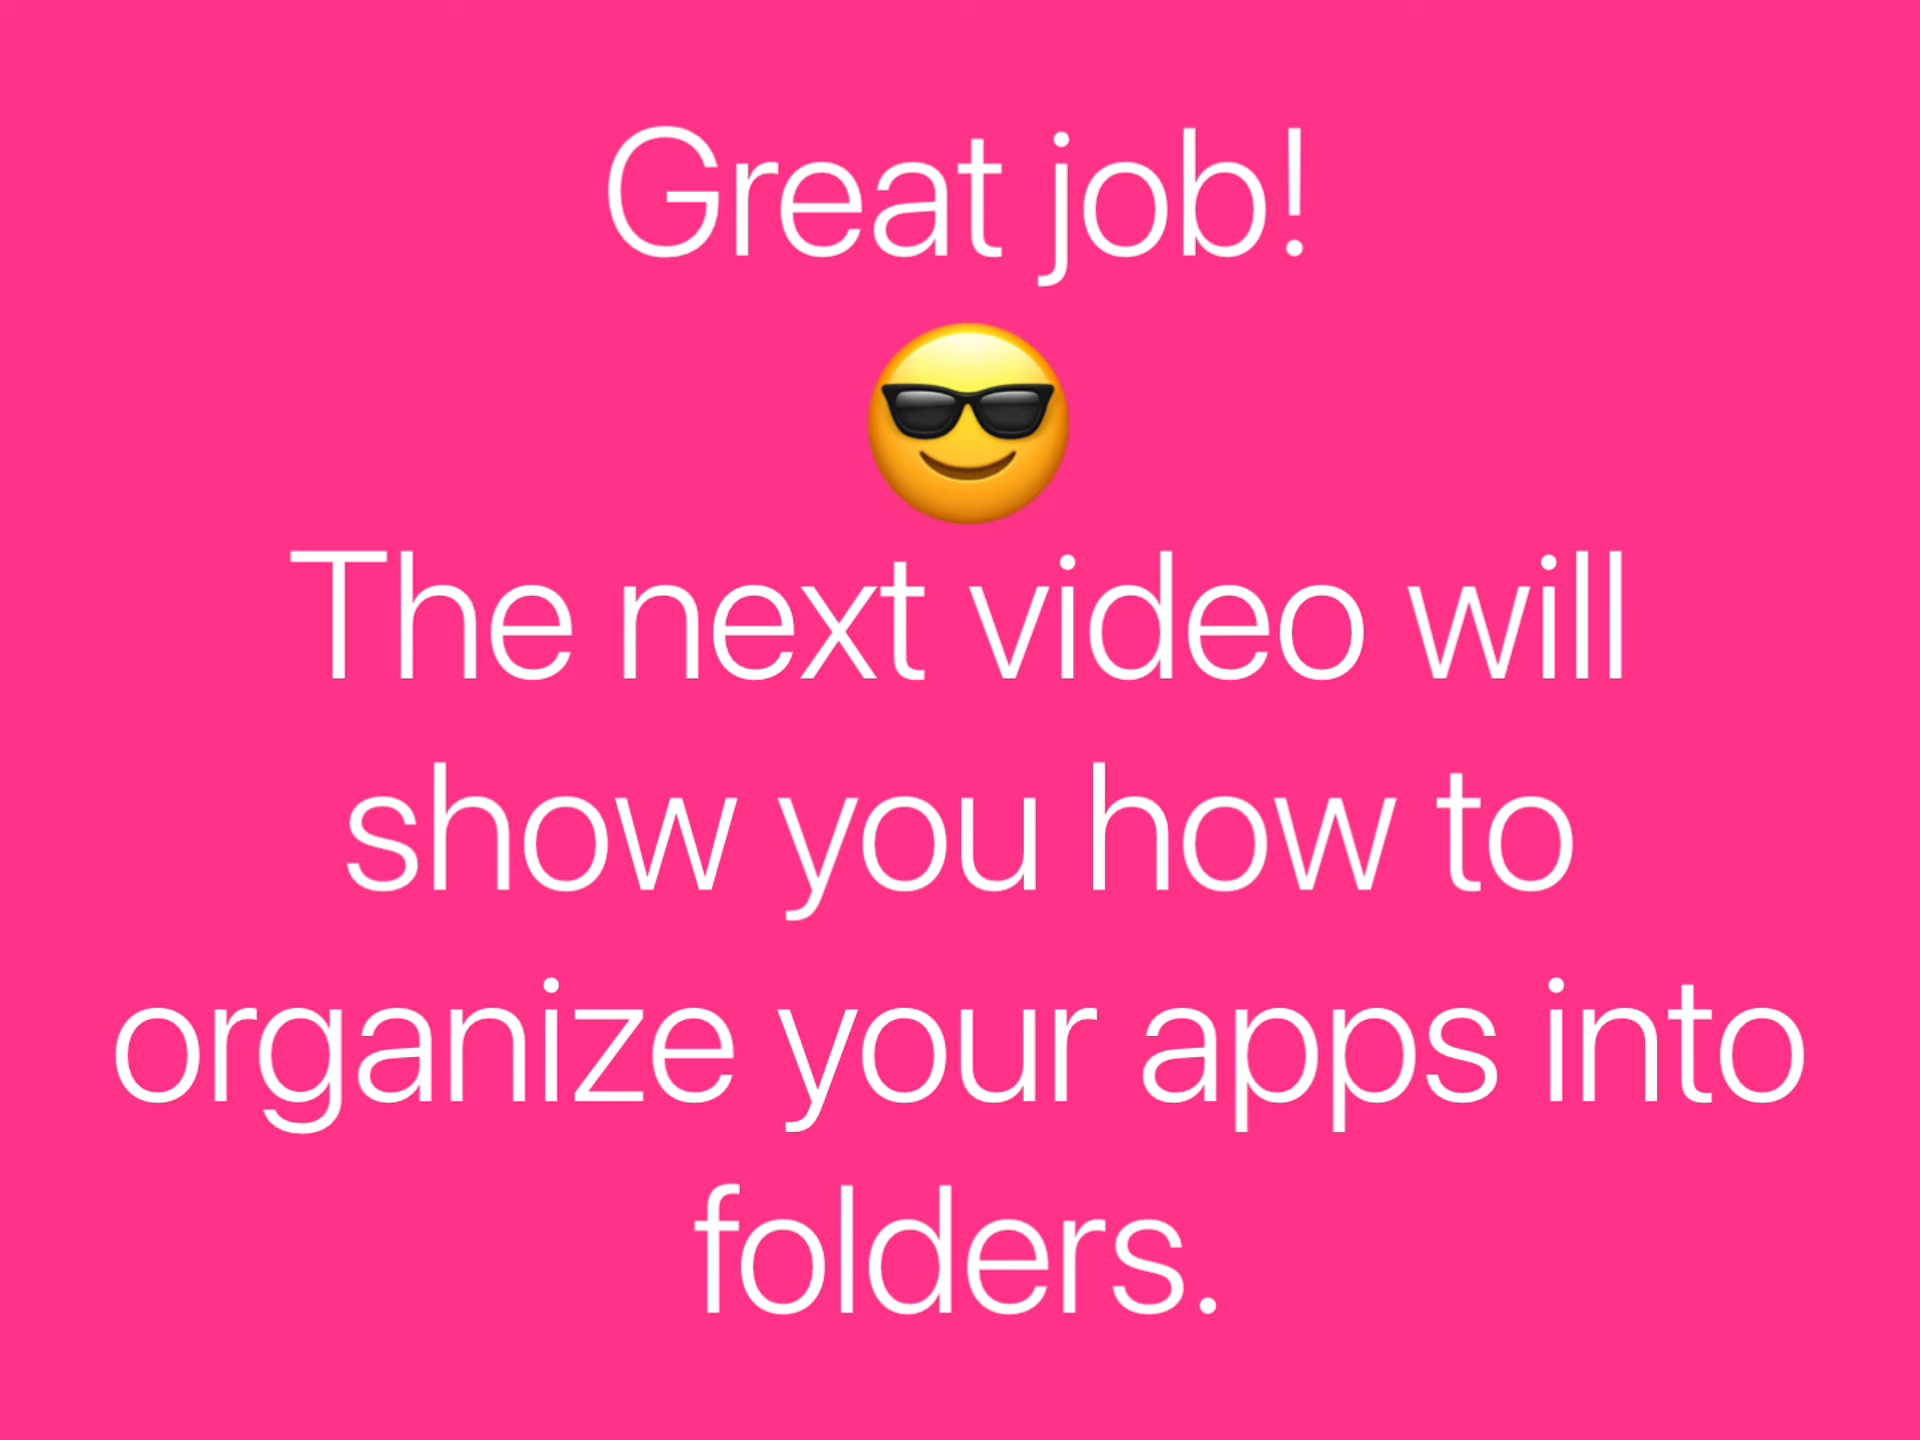 Great job!
😎
The next video will
show you how to
organize your apps into
folders.